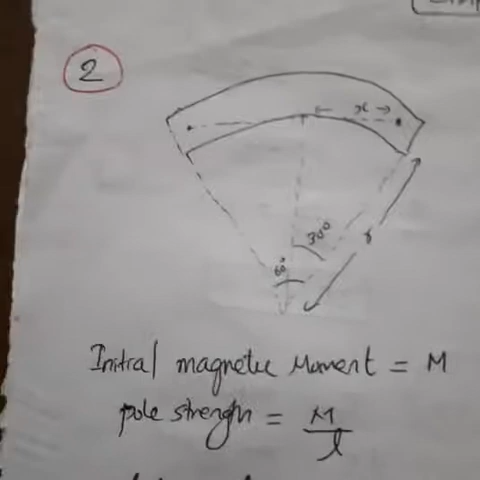 2
x
30°
60°
r
Initial magnetic Moment = M
pole strength = M
l